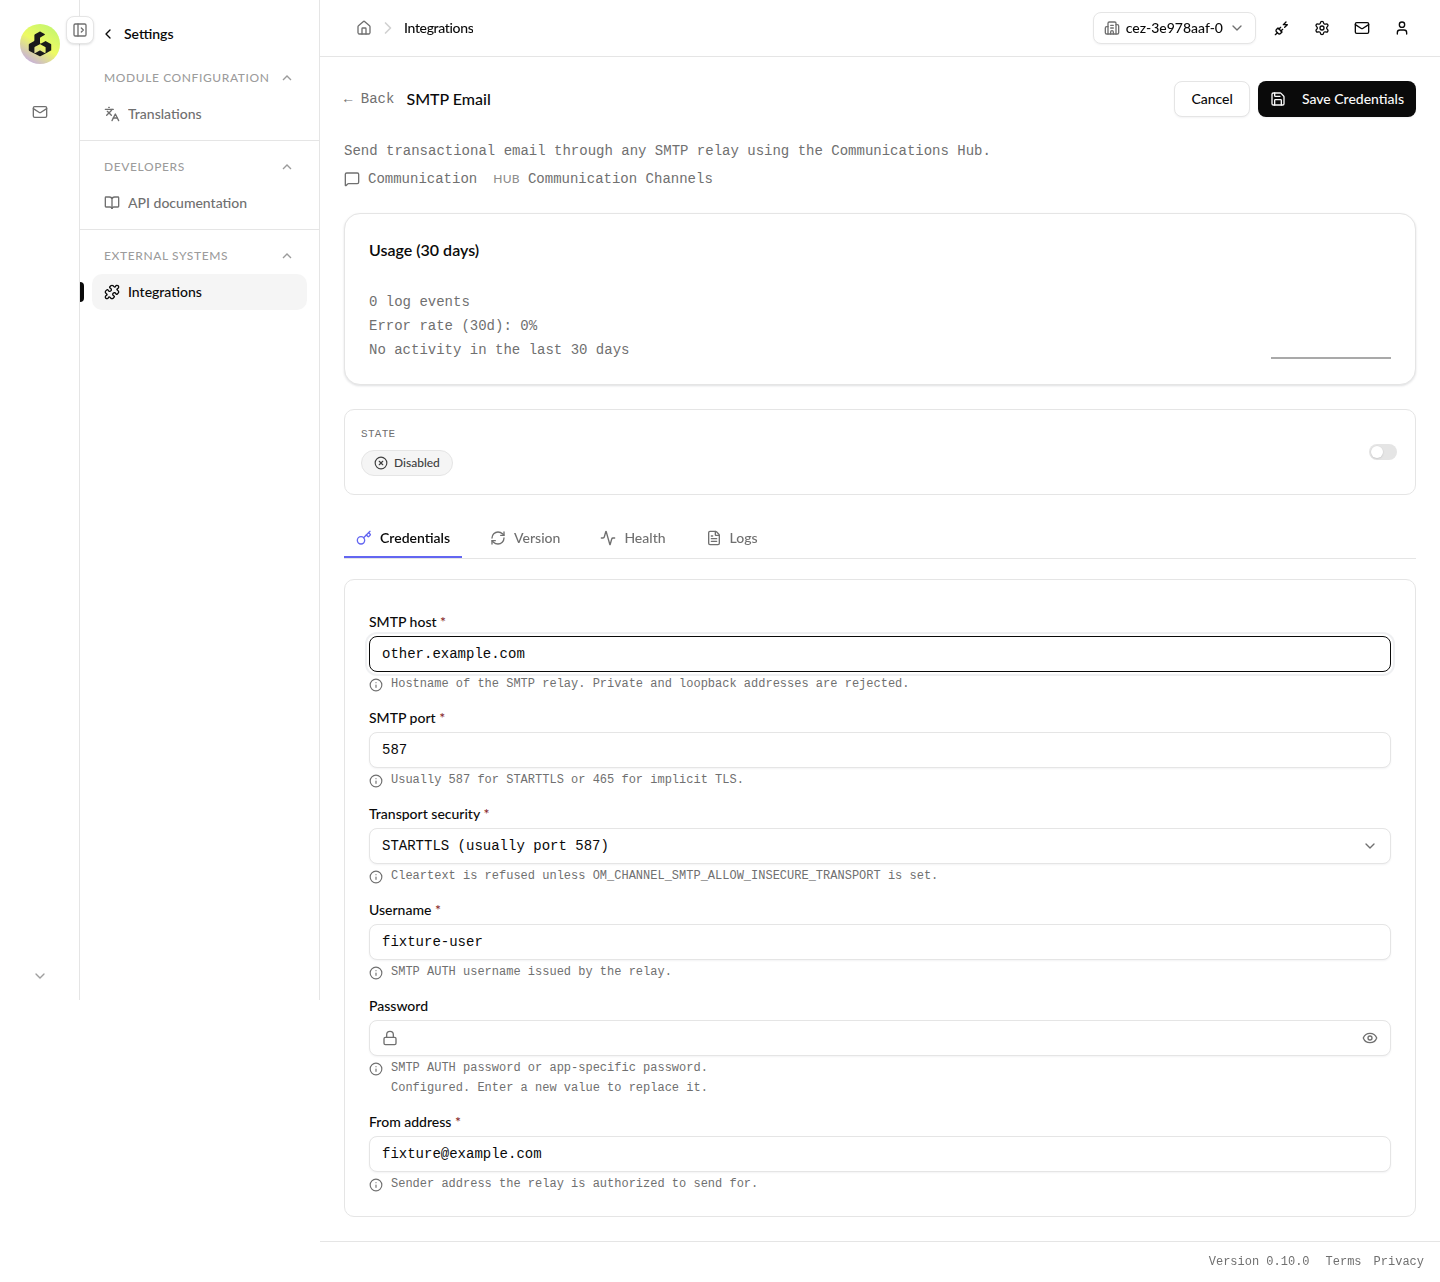 Settings
MODULE CONFIGURATION
Translations
DEVELOPERS
API documentation
EXTERNAL SYSTEMS
Integrations
Integrations
cez-3e978aaf-0
← Back SMTP Email
Cancel
Save Credentials
Send transactional email through any SMTP relay using the Communications Hub.
Communication HUB Communication Channels
Usage (30 days)
0 log events
Error rate (30d): 0%
No activity in the last 30 days
STATE
Disabled
Credentials Version Health Logs
SMTP host *
other.example.com
Hostname of the SMTP relay. Private and loopback addresses are rejected.
SMTP port *
587
Usually 587 for STARTTLS or 465 for implicit TLS.
Transport security *
STARTTLS (usually port 587)
Cleartext is refused unless OM_CHANNEL_SMTP_ALLOW_INSECURE_TRANSPORT is set.
Username *
fixture-user
SMTP AUTH username issued by the relay.
Password
SMTP AUTH password or app-specific password.
Configured. Enter a new value to replace it.
From address *
fixture@example.com
Sender address the relay is authorized to send for.
Version 0.10.0 Terms Privacy